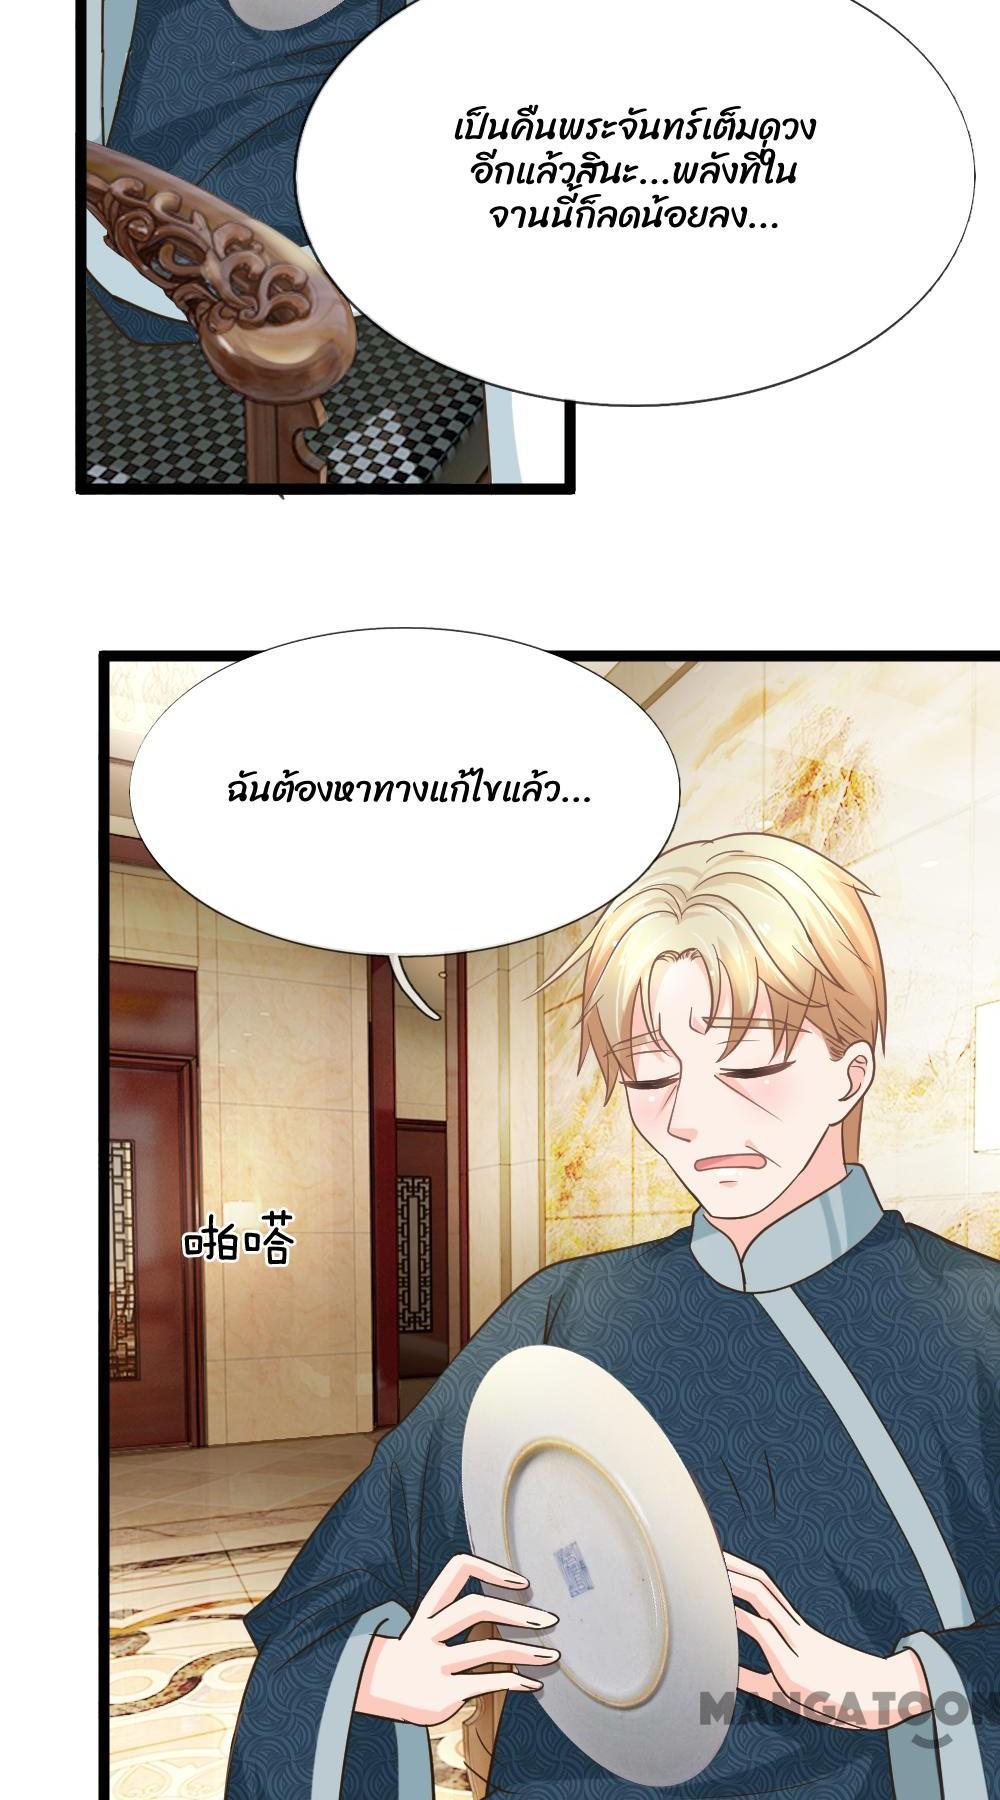 เป็นคืนพระจันทร์เต็มดวง
อีกแล้วสินะ...พลังที่ใน
จานนี้ก็ลดน้อยลง...
ฉันต้องหาทางแก้ไขแล้ว...
啪嗒
MANGATOON